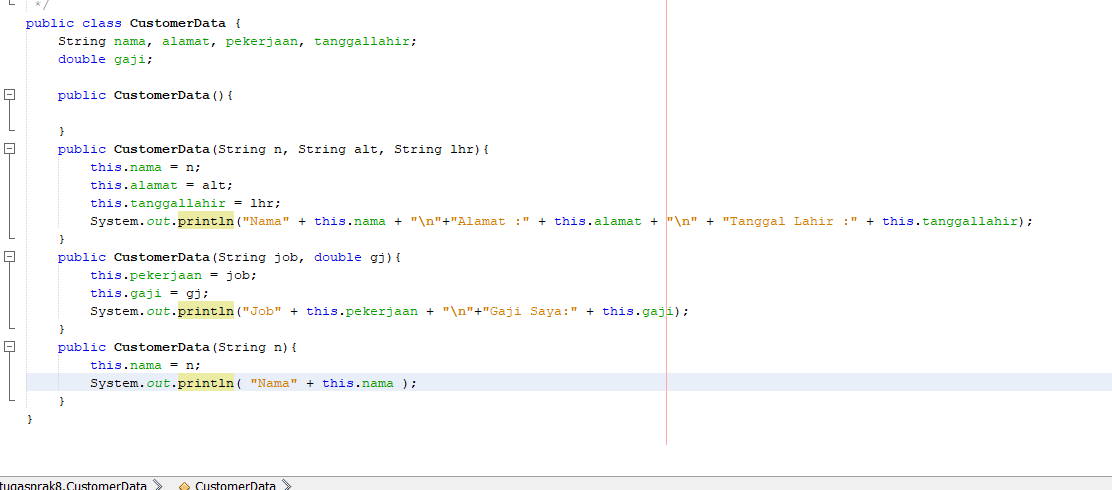 */
public class CustomerData {
String nama, alamat, pekerjaan, tanggallahir;
double gaji;
public CustomerData(){
}
public CustomerData(String n, String alt, String lhr){
this.nama = n;
this.alamat = alt;
this.tanggallahir = lhr;
System.out.println("Nama" + this.nama + "\n"+"Alamat :" + this.alamat + "\n" + "Tanggal Lahir :" + this.tanggallahir);
}
public CustomerData(String job, double gj){
this.pekerjaan = job;
this.gaji = gj;
System.out.println("Job" + this.pekerjaan + "\n"+"Gaji Saya:" + this.gaji);
}
public CustomerData(String n){
this.nama = n;
System.out.println( "Nama" + this.nama );
}
}
tugasprak8.CustomerData CustomerData